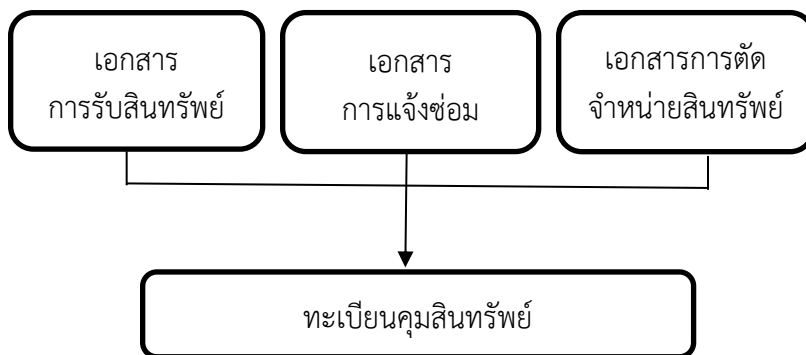 เอกสาร
การรับสินทรัพย์
เอกสาร
การแจ้งซ่อม
เอกสารการตัด
จำหน่ายสินทรัพย์
ทะเบียนคุมสินทรัพย์